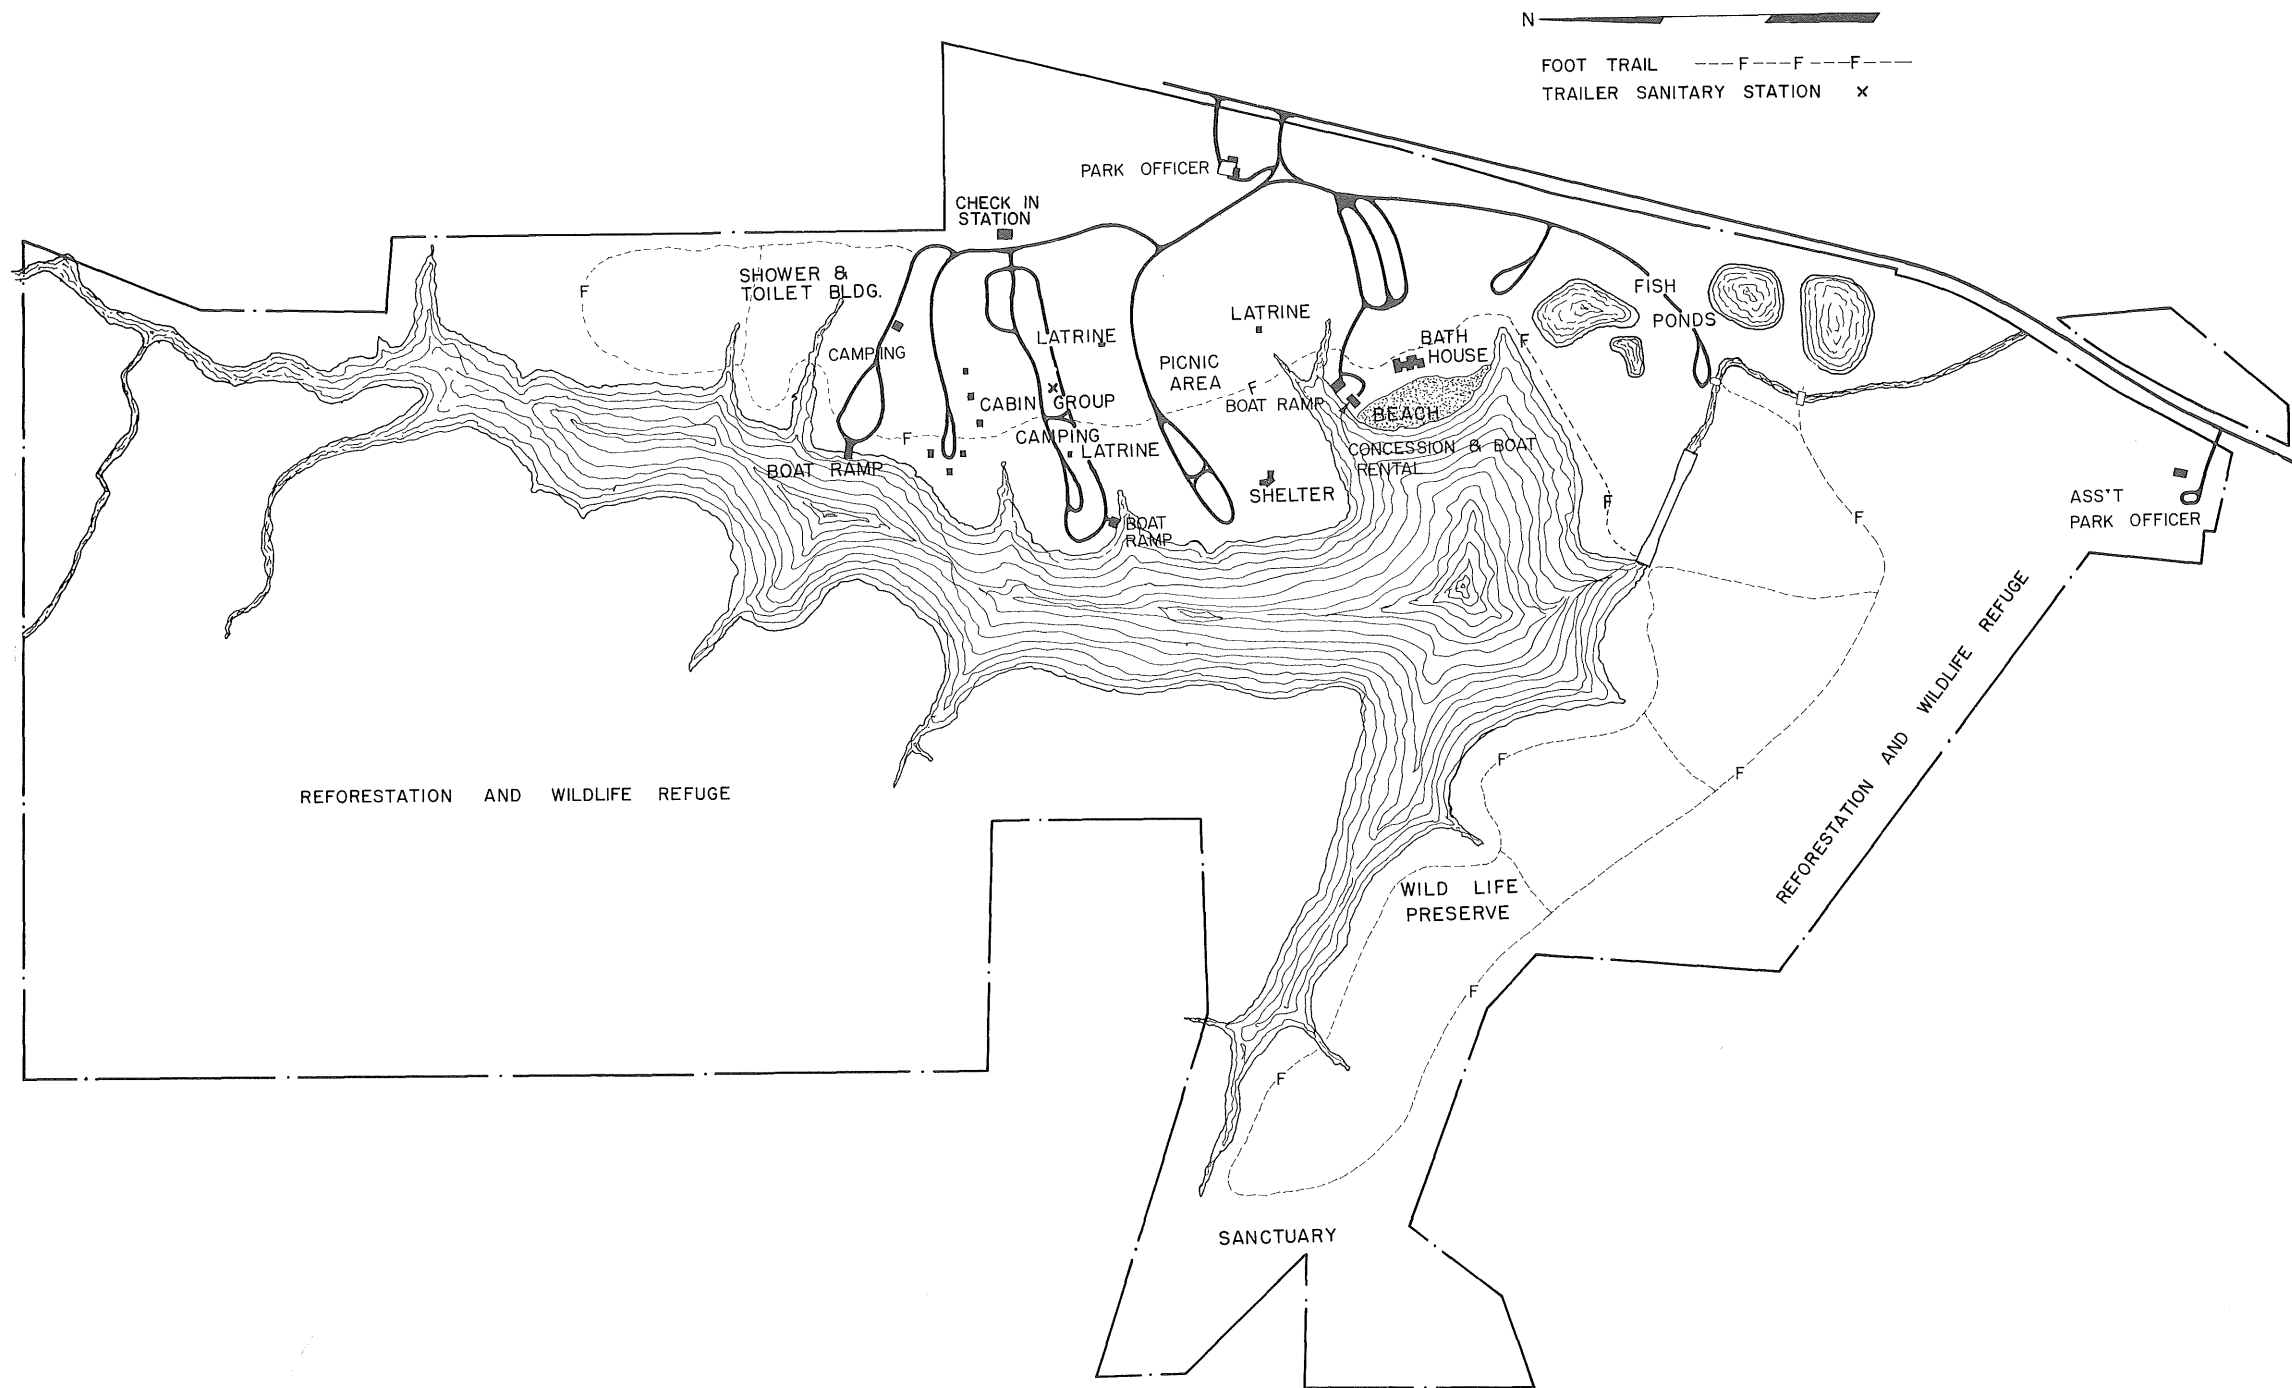 N
FOOT TRAIL ---F---F---F---
TRAILER SANITARY STATION x
PARK OFFICER
CHECK IN
STATION
SHOWER &
TOILET BLDG.
F
CAMPING
LATRINE
LATRINE
PICNIC
AREA
FISH
PONDS
BATH
HOUSE
F
F
BOAT RAMP
BEACH
CABIN GROUP
CAMPING
LATRINE
F
BOAT RAMP
CONCESSION & BOAT
RENTAL
SHELTER
BOAT
RAMP
F
F
ASS'T
PARK OFFICER
REFORESTATION AND WILDLIFE REFUGE
F
F
REFORESTATION AND WILDLIFE REFUGE
WILD LIFE
PRESERVE
F
F
SANCTUARY